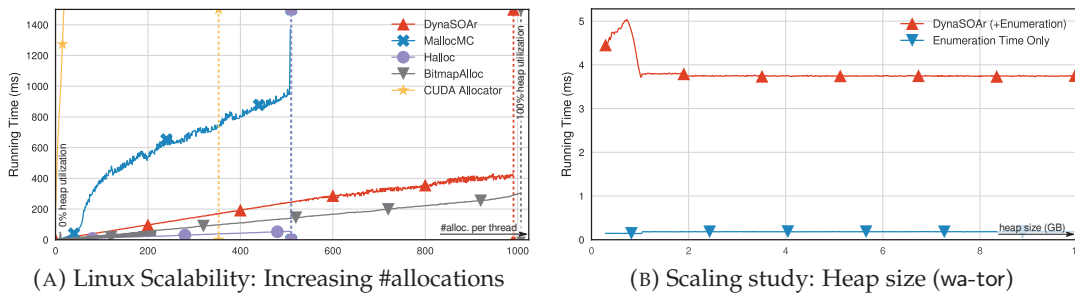 1400
1200
1000
800
600
400
200
0
Running Time (ms)
DynaSOAr
MallocMC
Halloc
BitmapAlloc
CUDA Allocator
0% heap utilization
100% heap utilization
#alloc. per thread
0
200
400
600
800
1000
(A) Linux Scalability: Increasing #allocations
5
4
3
2
1
0
Running Time (ms)
DynaSOAr (+Enumeration)
Enumeration Time Only
heap size (GB)
0
2
4
6
8
(B) Scaling study: Heap size (wa-tor)